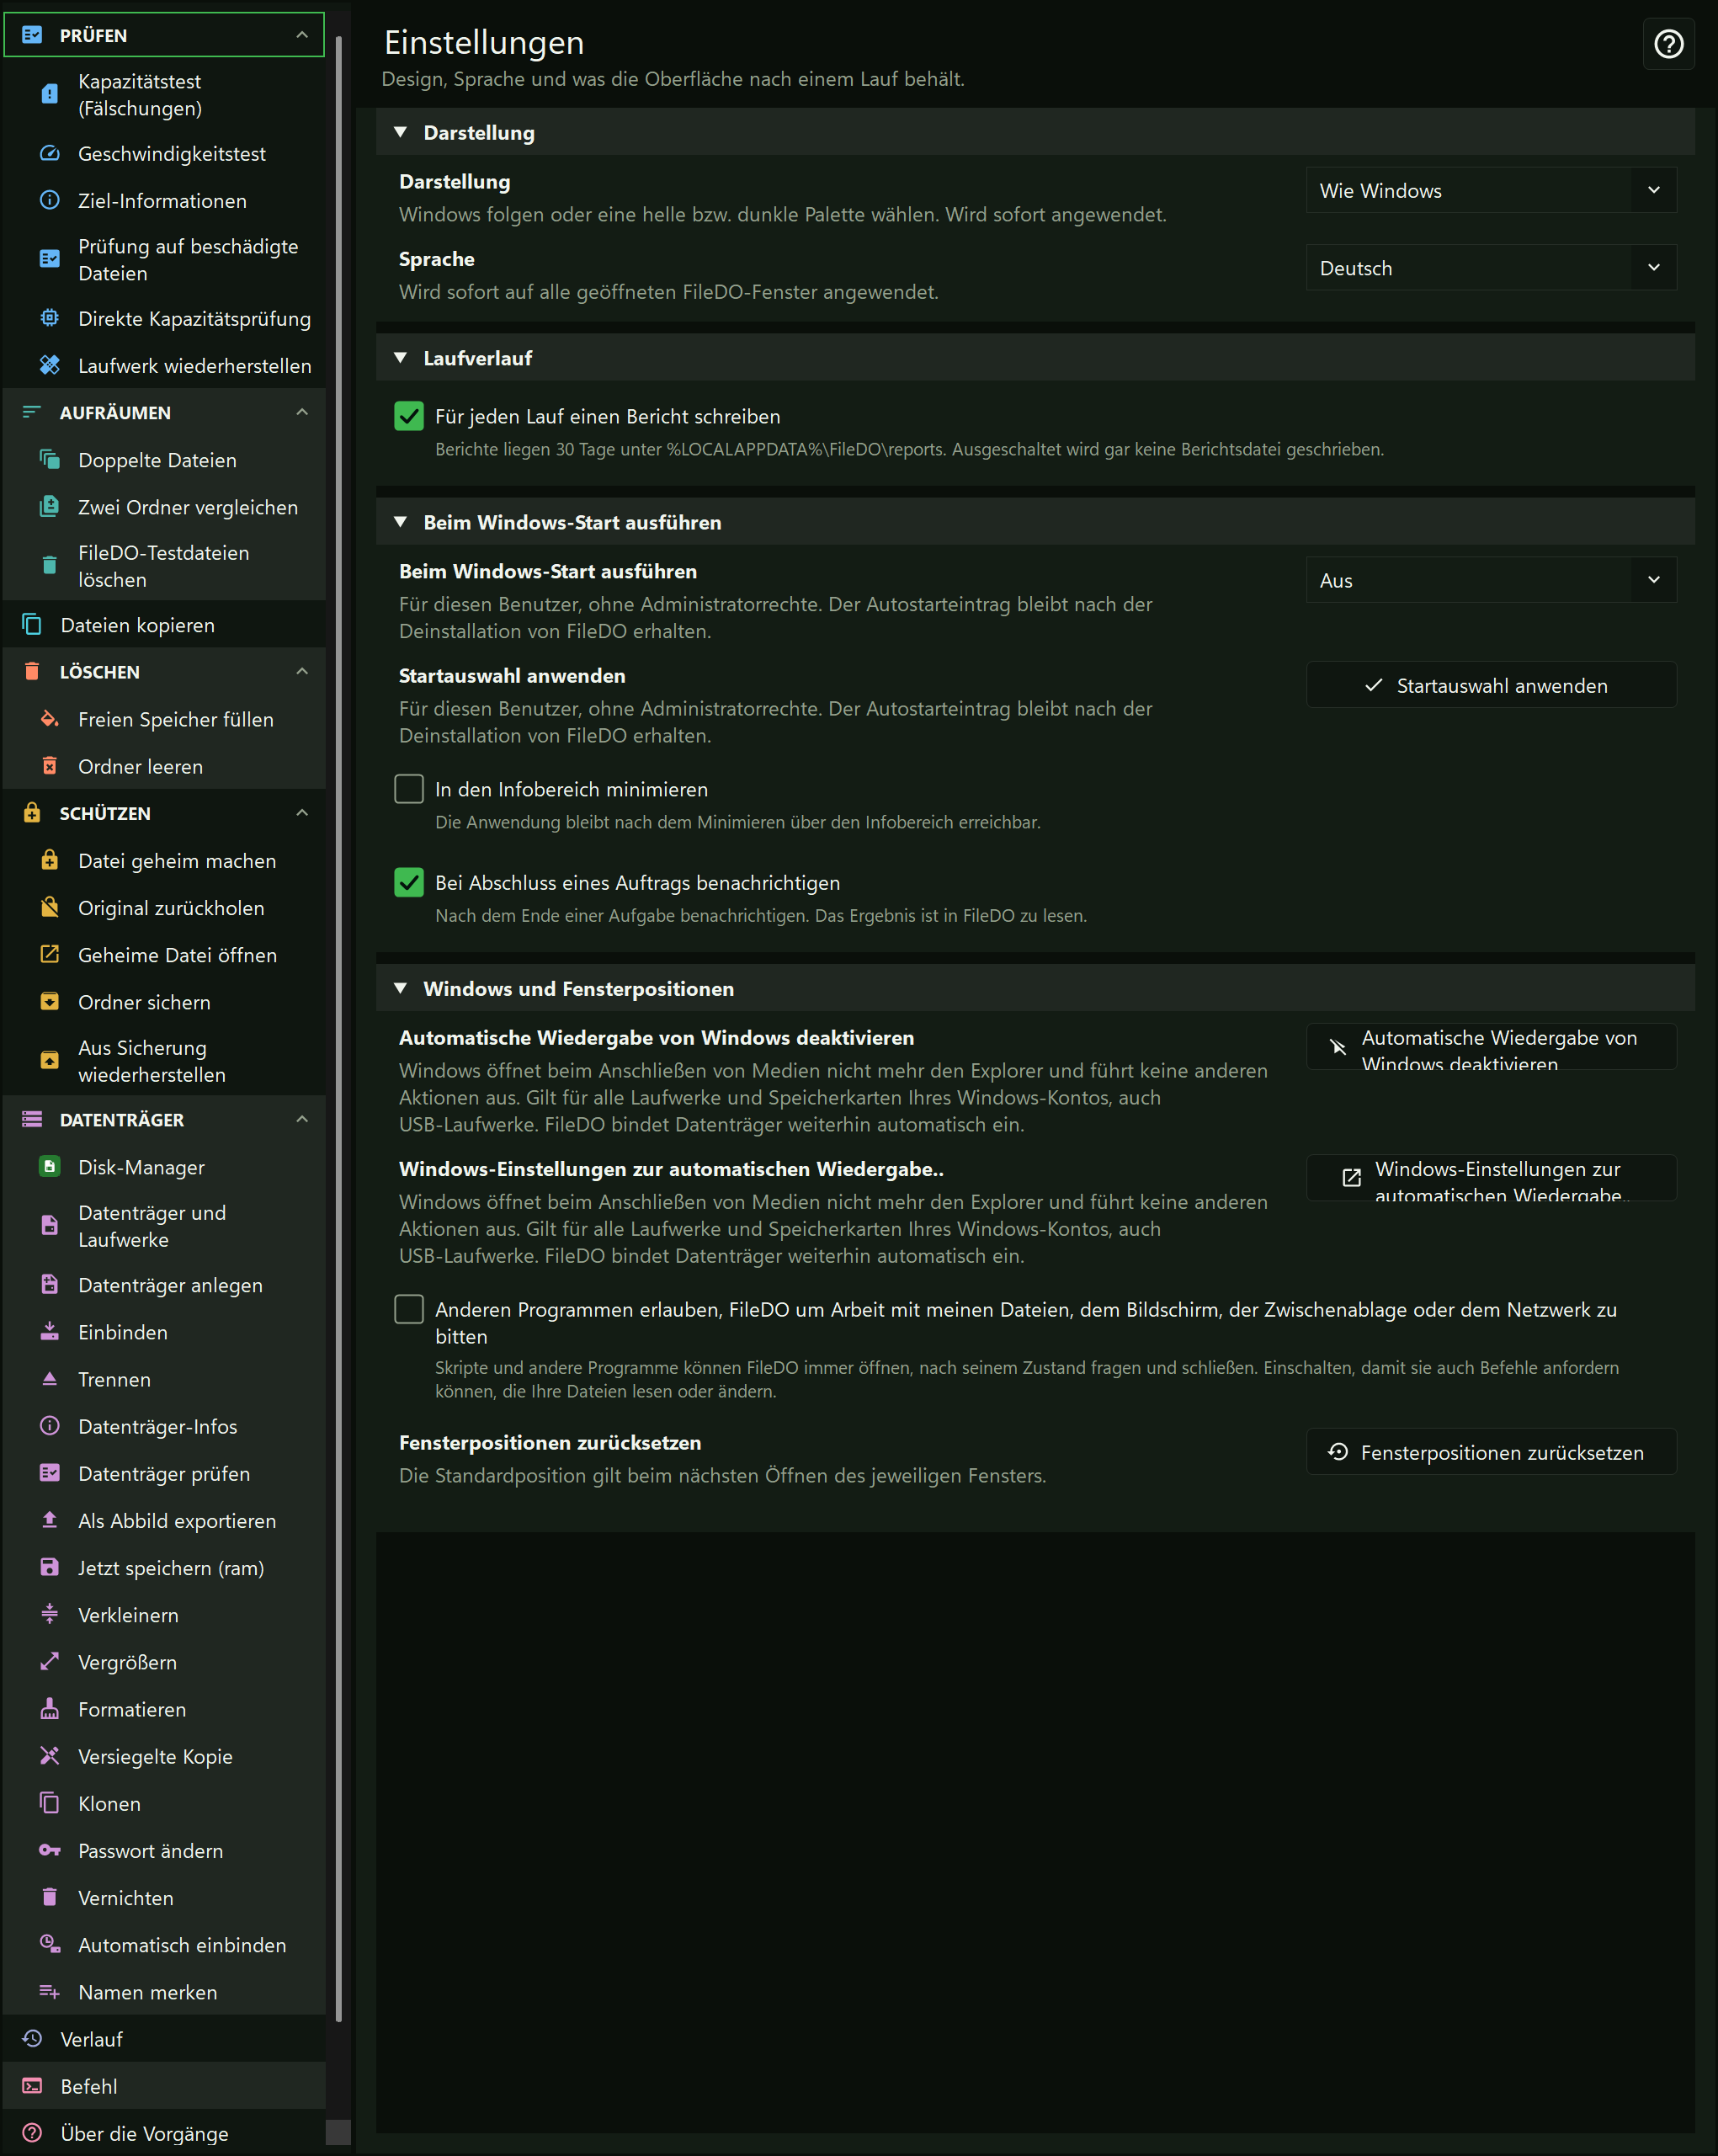 PRÜFEN
Kapazitätstest
(Fälschungen)
Geschwindigkeitstest
Ziel-Informationen
Prüfung auf beschädigte
Dateien
Direkte Kapazitätsprüfung
Laufwerk wiederherstellen
AUFRÄUMEN
Doppelte Dateien
Zwei Ordner vergleichen
FileDO-Testdateien
löschen
Dateien kopieren
LÖSCHEN
Freien Speicher füllen
Ordner leeren
SCHÜTZEN
Datei geheim machen
Original zurückholen
Geheime Datei öffnen
Ordner sichern
Aus Sicherung
wiederherstellen
DATENTRÄGER
Disk-Manager
Datenträger und
Laufwerke
Datenträger anlegen
Einbinden
Trennen
Datenträger-Infos
Datenträger prüfen
Als Abbild exportieren
Jetzt speichern (ram)
Verkleinern
Vergrößern
Formatieren
Versiegelte Kopie
Klonen
Passwort ändern
Vernichten
Automatisch einbinden
Namen merken
Verlauf
Befehl
Über die Vorgänge
Einstellungen
Design, Sprache und was die Oberfläche nach einem Lauf behält.
Darstellung
Darstellung
Windows folgen oder eine helle bzw. dunkle Palette wählen. Wird sofort angewendet.
Wie Windows
Sprache
Wird sofort auf alle geöffneten FileDO-Fenster angewendet.
Deutsch
Laufverlauf
Für jeden Lauf einen Bericht schreiben
Berichte liegen 30 Tage unter %LOCALAPPDATA%\FileDO\reports. Ausgeschaltet wird gar keine Berichtsdatei geschrieben.
Beim Windows-Start ausführen
Beim Windows-Start ausführen
Für diesen Benutzer, ohne Administratorrechte. Der Autostarteintrag bleibt nach der
Deinstallation von FileDO erhalten.
Aus
Startauswahl anwenden
Für diesen Benutzer, ohne Administratorrechte. Der Autostarteintrag bleibt nach der
Deinstallation von FileDO erhalten.
Startauswahl anwenden
In den Infobereich minimieren
Die Anwendung bleibt nach dem Minimieren über den Infobereich erreichbar.
Bei Abschluss eines Auftrags benachrichtigen
Nach dem Ende einer Aufgabe benachrichtigen. Das Ergebnis ist in FileDO zu lesen.
Windows und Fensterpositionen
Automatische Wiedergabe von Windows deaktivieren
Windows öffnet beim Anschließen von Medien nicht mehr den Explorer und führt keine anderen
Aktionen aus. Gilt für alle Laufwerke und Speicherkarten Ihres Windows-Kontos, auch
USB-Laufwerke. FileDO bindet Datenträger weiterhin automatisch ein.
Automatische Wiedergabe von
Windows deaktivieren
Windows-Einstellungen zur automatischen Wiedergabe..
Windows öffnet beim Anschließen von Medien nicht mehr den Explorer und führt keine anderen
Aktionen aus. Gilt für alle Laufwerke und Speicherkarten Ihres Windows-Kontos, auch
USB-Laufwerke. FileDO bindet Datenträger weiterhin automatisch ein.
Windows-Einstellungen zur
automatischen Wiedergabe..
Anderen Programmen erlauben, FileDO um Arbeit mit meinen Dateien, dem Bildschirm, der Zwischenablage oder dem Netzwerk zu
bitten
Skripte und andere Programme können FileDO immer öffnen, nach seinem Zustand fragen und schließen. Einschalten, damit sie auch Befehle anfordern
können, die Ihre Dateien lesen oder ändern.
Fensterpositionen zurücksetzen
Die Standardposition gilt beim nächsten Öffnen des jeweiligen Fensters.
Fensterpositionen zurücksetzen